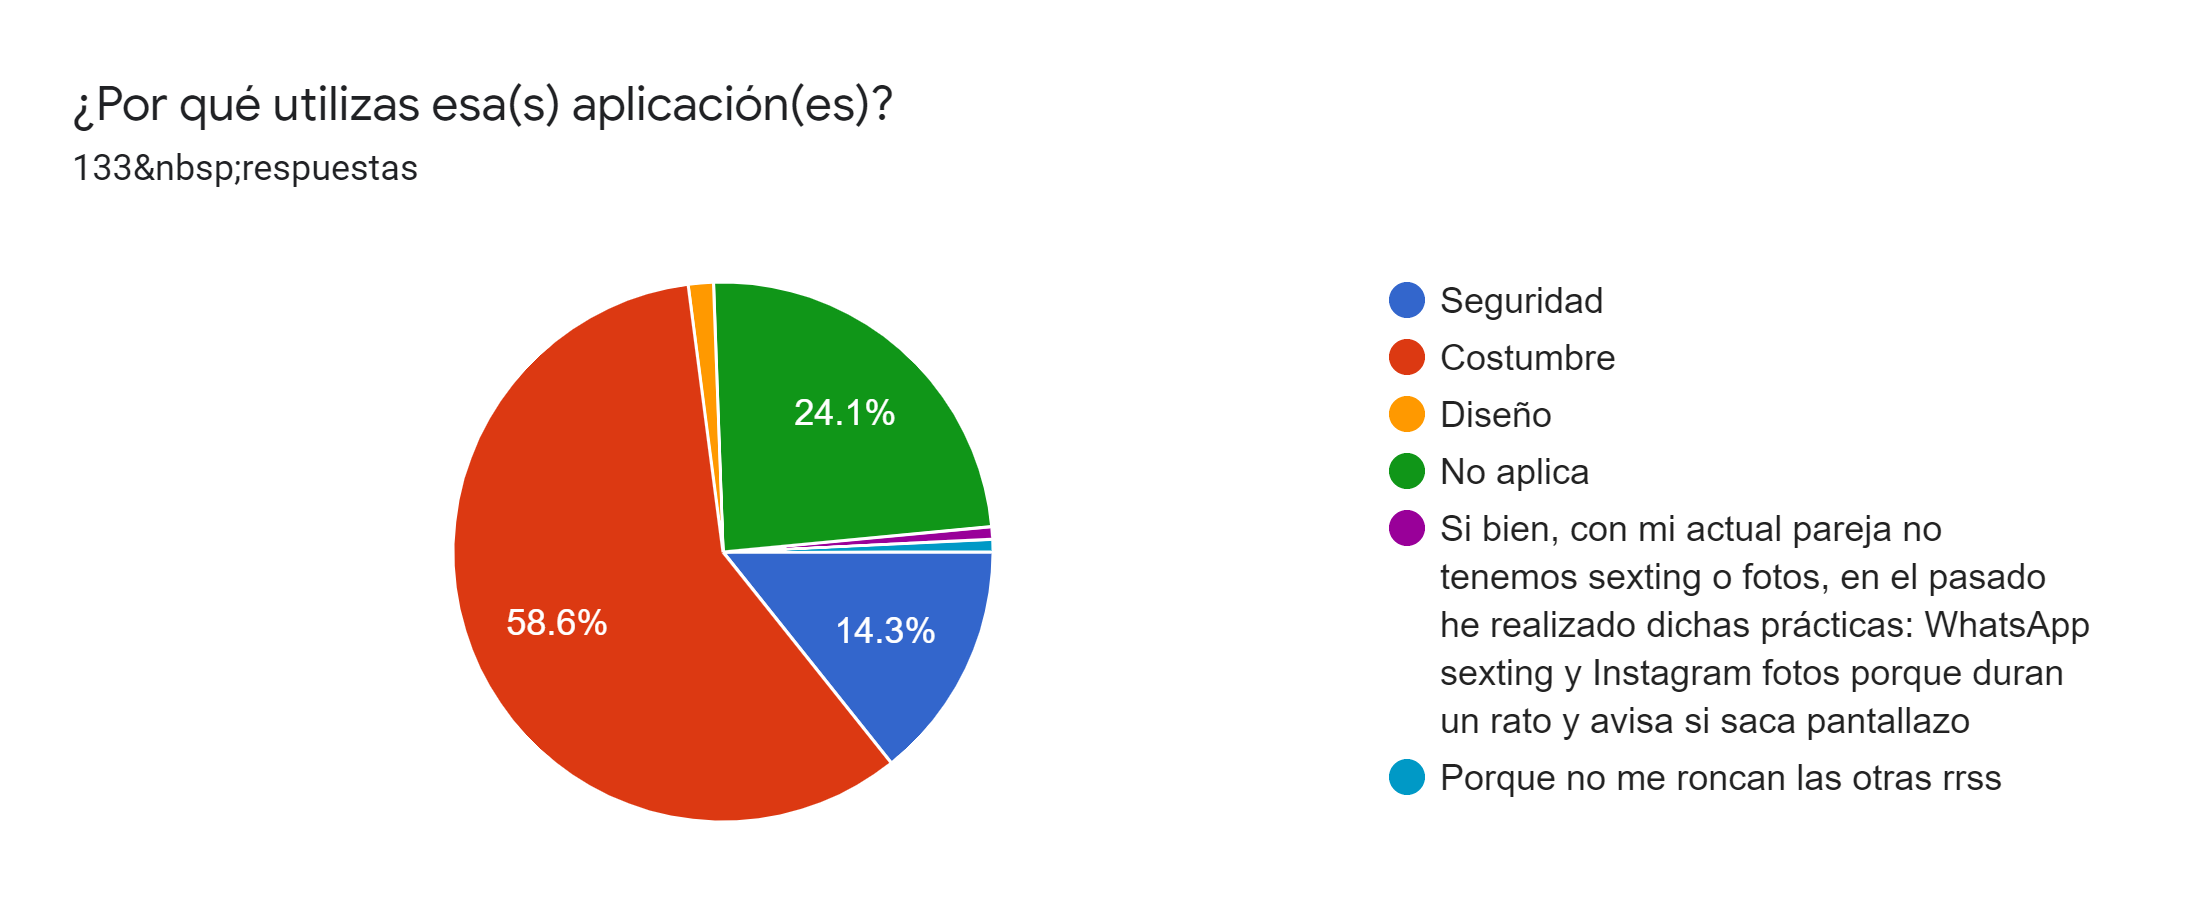 ¿Por qué utilizas esa(s) aplicación(es)?
133&nbsp;respuestas
24.1%
58.6%
14.3%
Seguridad
Costumbre
Diseño
No aplica
Si bien, con mi actual pareja no
tenemos sexting o fotos, en el pasado
he realizado dichas prácticas: WhatsApp
sexting y Instagram fotos porque duran
un rato y avisa si saca pantallazo
Porque no me roncan las otras rrss